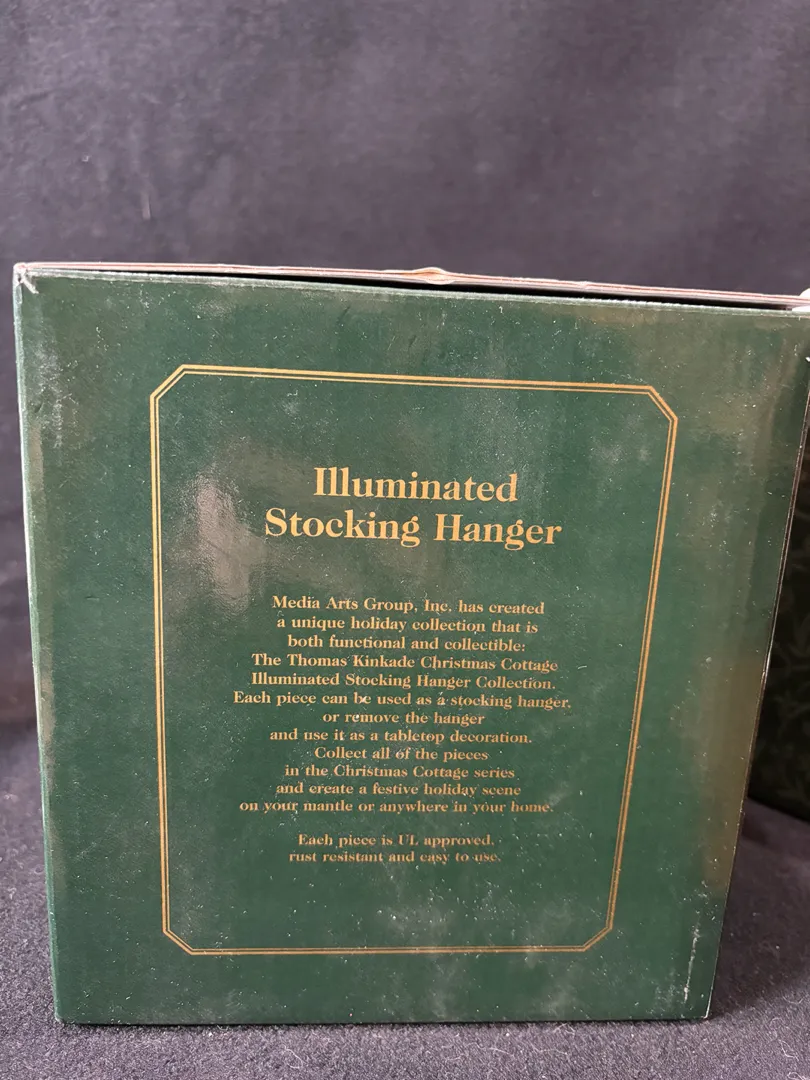 Illuminated
Stocking Hanger
Media Arts Group, Inc. has created
a unique holiday collection that is
both functional and collectible:
The Thomas Kinkade Christmas Cottage
Illuminated Stocking Hanger Collection.
Each piece can be used as a stocking hanger,
or remove the hanger
and use it as a tabletop decoration.
Collect all of the pieces
in the Christmas Cottage series
and create a festive holiday scene
on your mantle or anywhere in your home.
Each piece is UL approved,
rust resistant and easy to use.